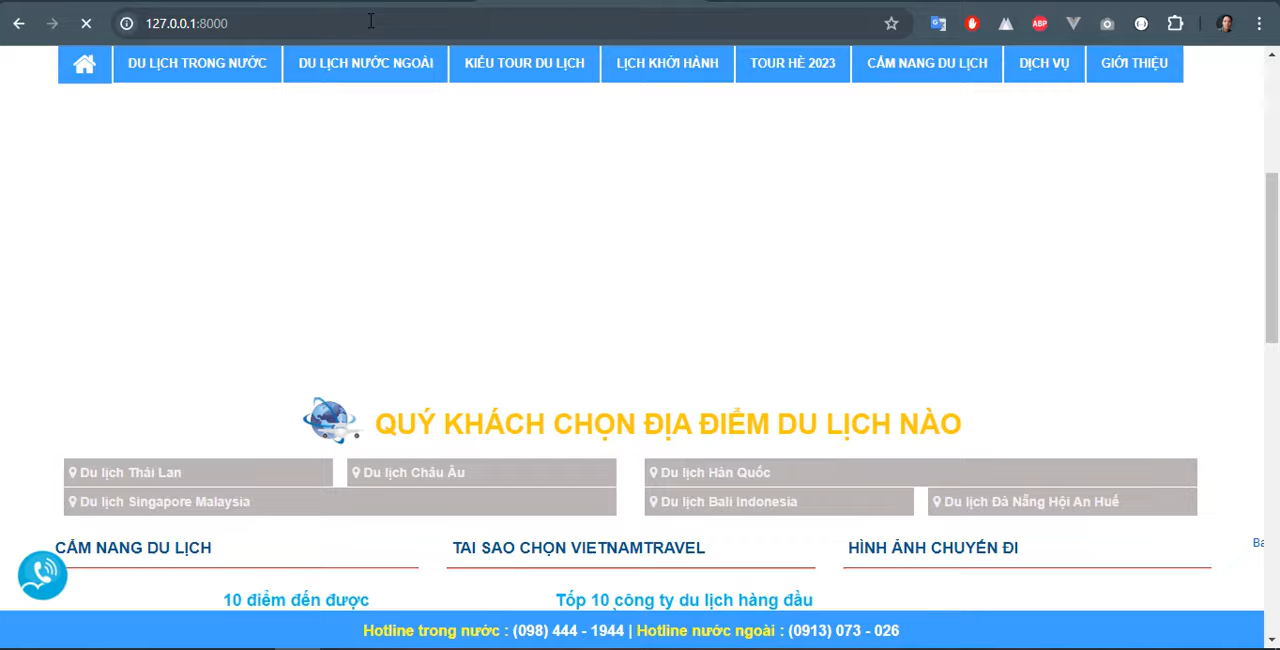 127.0.0.1:8000
ABP
DU LỊCH TRONG NƯỚC DU LỊCH NƯỚC NGOÀI KIỂU TOUR DU LỊCH LỊCH KHỞI HÀNH TOUR HÈ 2023 CẨM NANG DU LỊCH DỊCH VỤ GIỚI THIỆU
QUÝ KHÁCH CHỌN ĐỊA ĐIỂM DU LỊCH NÀO
Du lịch Thái Lan Du lịch Châu Âu Du lịch Hàn Quốc
Du lịch Singapore Malaysia Du lịch Bali Indonesia Du lịch Đà Nẵng Hội An Huế
CẨM NANG DU LỊCH TAI SAO CHỌN VIETNAMTRAVEL HÌNH ẢNH CHUYẾN ĐI
Ba
10 điểm đến được Tốp 10 công ty du lịch hàng đầu
Hotline trong nước : (098) 444 - 1944 | Hotline nước ngoài : (0913) 073 - 026